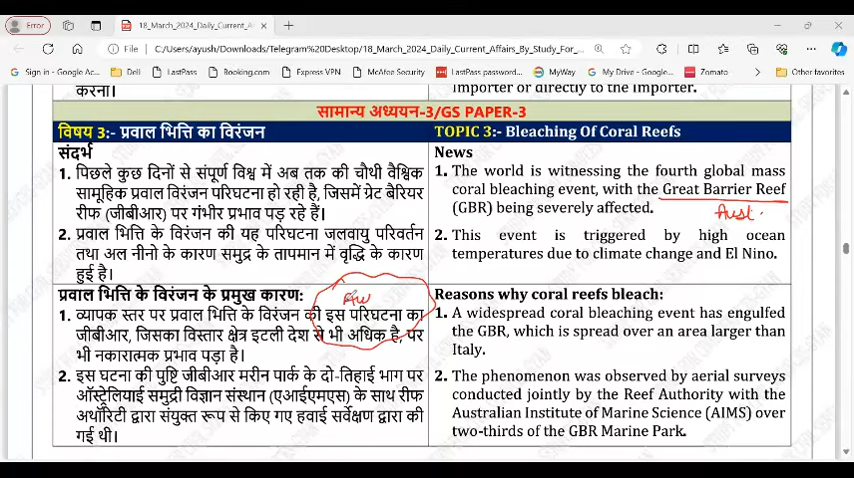 Error
18_March_2024_Daily_Current_A
File
C:/Users/ayush/Downloads/Telegram%20Desktop/18_March_2024_Daily_Current_Affairs_By_Study_For_...
Sign in - Google Ac...
Dell
LastPass
Booking.com
Express VPN
McAfee Security
LastPass password...
MyWay
My Drive - Google...
Zomato
Other favorites
करना।
importer or directly to the Importer.
सामान्य अध्ययन-3/GS PAPER-3
विषय 3:- प्रवाल भित्ति का विरंजन
संदर्भ
1. पिछले कुछ दिनों से संपूर्ण विश्व में अब तक की चौथी वैश्विक
सामूहिक प्रवाल विरंजन परिघटना हो रही है, जिसमें ग्रेट बैरियर
रीफ (जीबीआर) पर गंभीर प्रभाव पड़ रहे हैं।
2. प्रवाल भित्ति के विरंजन की यह परिघटना जलवायु परिवर्तन
तथा अल नीनो के कारण समुद्र के तापमान में वृद्धि के कारण
हुई है।
TOPIC 3:- Bleaching Of Coral Reefs
News
1. The world is witnessing the fourth global mass
coral bleaching event, with the Great Barrier Reef
(GBR) being severely affected.
Aust.
2. This event is triggered by high ocean
temperatures due to climate change and El Nino.
प्रवाल भित्ति के विरंजन के प्रमुख कारण:
1. व्यापक स्तर पर प्रवाल भित्ति के विरंजन की इस परिघटना का
जीबीआर, जिसका विस्तार क्षेत्र इटली देश से भी अधिक है, पर
भी नकारात्मक प्रभाव पड़ा है।
2. इस घटना की पुष्टि जीबीआर मरीन पार्क के दो-तिहाई भाग पर
ऑस्ट्रेलियाई समुद्री विज्ञान संस्थान (एआईएमएस) के साथ रीफ
अथॉरिटी द्वारा संयुक्त रूप से किए गए हवाई सर्वेक्षण द्वारा की
गई थी।
Reasons why coral reefs bleach:
1. A widespread coral bleaching event has engulfed
the GBR, which is spread over an area larger than
Italy.
2. The phenomenon was observed by aerial surveys
conducted jointly by the Reef Authority with the
Australian Institute of Marine Science (AIMS) over
two-thirds of the GBR Marine Park.